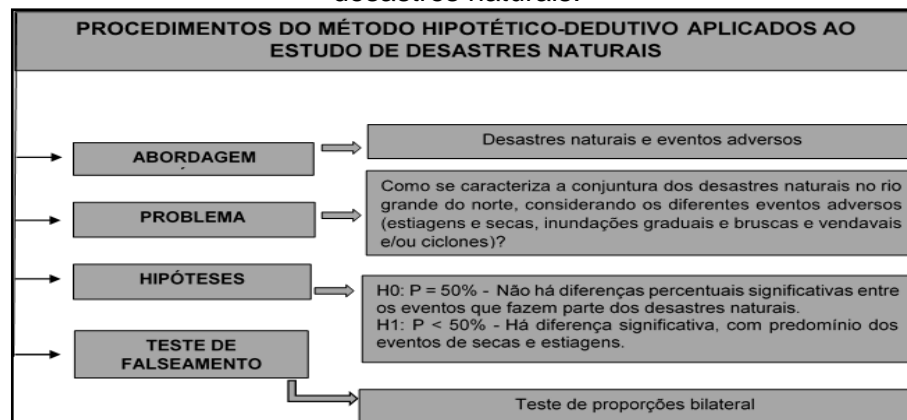 desastres naturais.
PROCEDIMENTOS DO MÉTODO HIPOTÉTICO-DEDUTIVO APLICADOS AO
ESTUDO DE DESASTRES NATURAIS
ABORDAGEM
Desastres naturais e eventos adversos
PROBLEMA
Como se caracteriza a conjuntura dos desastres naturais no rio
grande do norte, considerando os diferentes eventos adversos
(estiagens e secas, inundações graduais e bruscas e vendavais
e/ou ciclones)?
HIPÓTESES
H0: P = 50% - Não há diferenças percentuais significativas entre
os eventos que fazem parte dos desastres naturais.
H1: P < 50% - Há diferença significativa, com predomínio dos
eventos de secas e estiagens.
TESTE DE
FALSEAMENTO
Teste de proporções bilateral